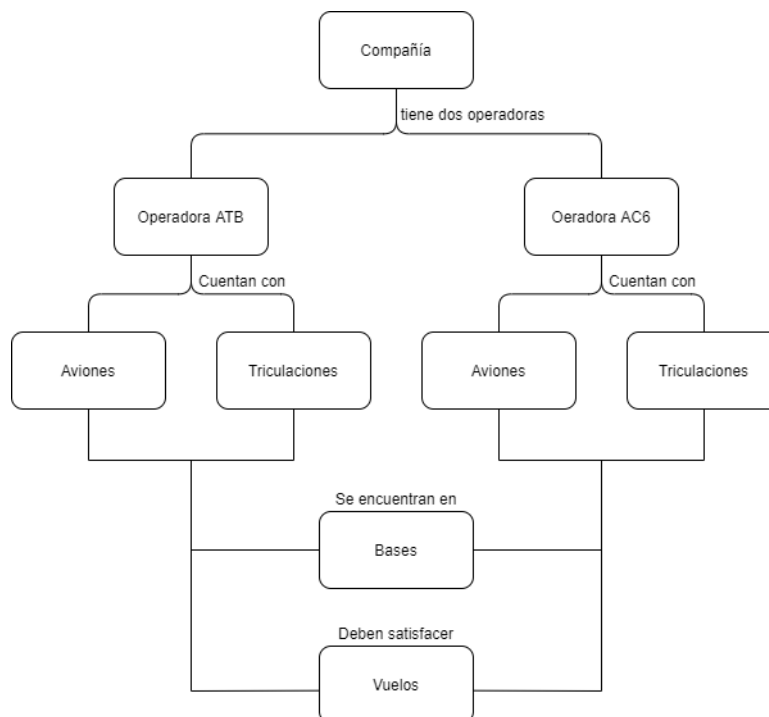 Compañía
tiene dos operadoras
Operadora ATB
Oeradora AC6
Cuentan con
Cuentan con
Aviones
Triculaciones
Aviones
Triculaciones
Se encuentran en
Bases
Deben satisfacer
Vuelos